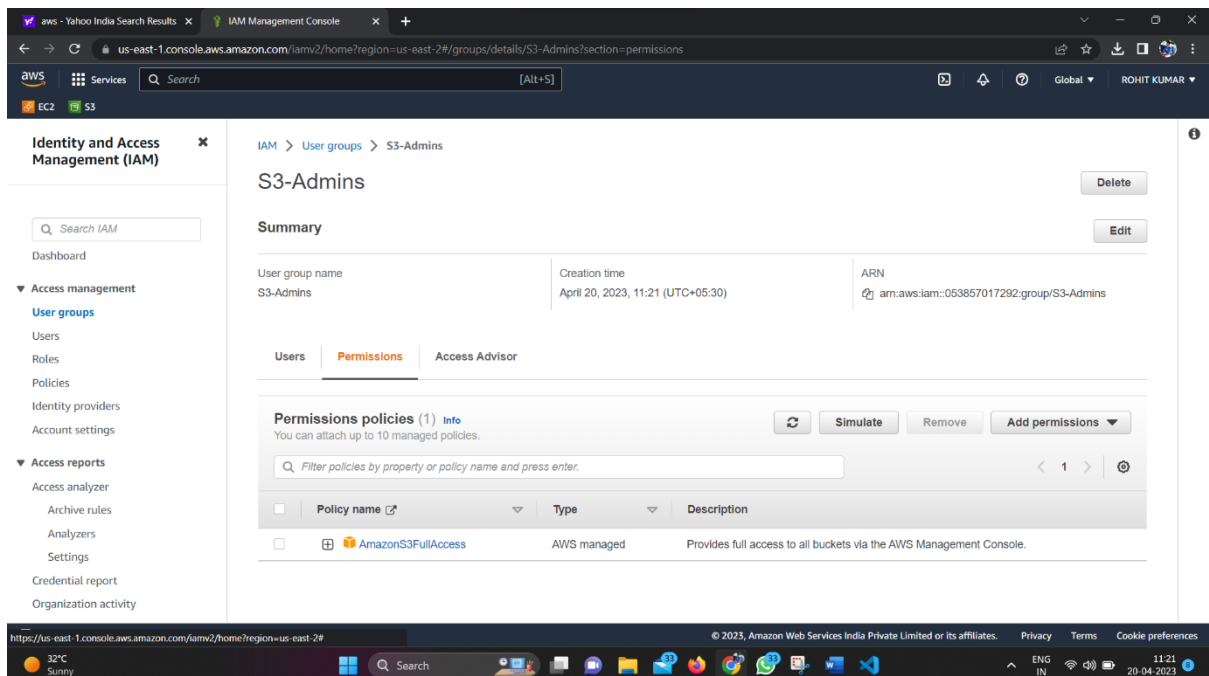 aws - Yahoo India Search Results
IAM Management Console
us-east-1.console.aws.amazon.com/iamv2/home?region=us-east-2#/groups/details/S3-Admins?section=permissions
aws
Services
Search
[Alt+S]
Global
ROHIT KUMAR
EC2
S3
Identity and Access
Management (IAM)
Search IAM
Dashboard
Access management
User groups
Users
Roles
Policies
Identity providers
Account settings
Access reports
Access analyzer
Archive rules
Analyzers
Settings
Credential report
Organization activity
IAM > User groups > S3-Admins
S3-Admins
Delete
Summary
Edit
User group name
S3-Admins
Creation time
April 20, 2023, 11:21 (UTC+05:30)
ARN
arn:aws:iam::053857017292:group/S3-Admins
Users
Permissions
Access Advisor
Permissions policies (1) Info
You can attach up to 10 managed policies.
Simulate
Remove
Add permissions
Filter policies by property or policy name and press enter.
1
Policy name
Type
Description
AmazonS3FullAccess
AWS managed
Provides full access to all buckets via the AWS Management Console.
https://us-east-1.console.aws.amazon.com/iamv2/home?region=us-east-2#
© 2023, Amazon Web Services India Private Limited or its affiliates.
Privacy
Terms
Cookie preferences
32°C
Sunny
Search
33
33
ENG
IN
11:21
20-04-2023
8